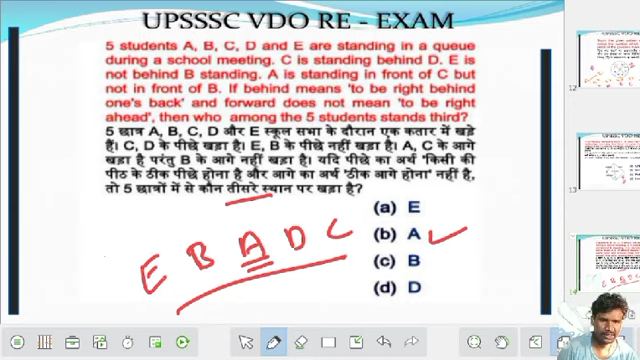 UPSSSC VDO RE - EXAM
5 students A, B, C, D and E are standing in a queue
during a school meeting. C is standing behind D. E is
not behind B standing. A is standing in front of C but
not in front of B. If behind means 'to be right behind
one's back' and forward does not mean 'to be right
ahead', then who among the 5 students stands third?
5 छात्र A, B, C, D और E स्कूल सभा के दौरान एक कतार में खड़े
हैं। C, D के पीछे खड़ा है। E, B के पीछे नहीं खड़ा है। A, C के आगे
खड़ा है परंतु B के आगे नहीं खड़ा है। यदि पीछे का अर्थ 'किसी की
पीठ के ठीक पीछे होना है और आगे का अर्थ 'ठीक आगे होना' नहीं है,
तो 5 छात्रों में से कौन तीसरे स्थान पर खड़ा है?
(a) E
(b) A
(c) B
(d) D
E B A D C
12
13
14